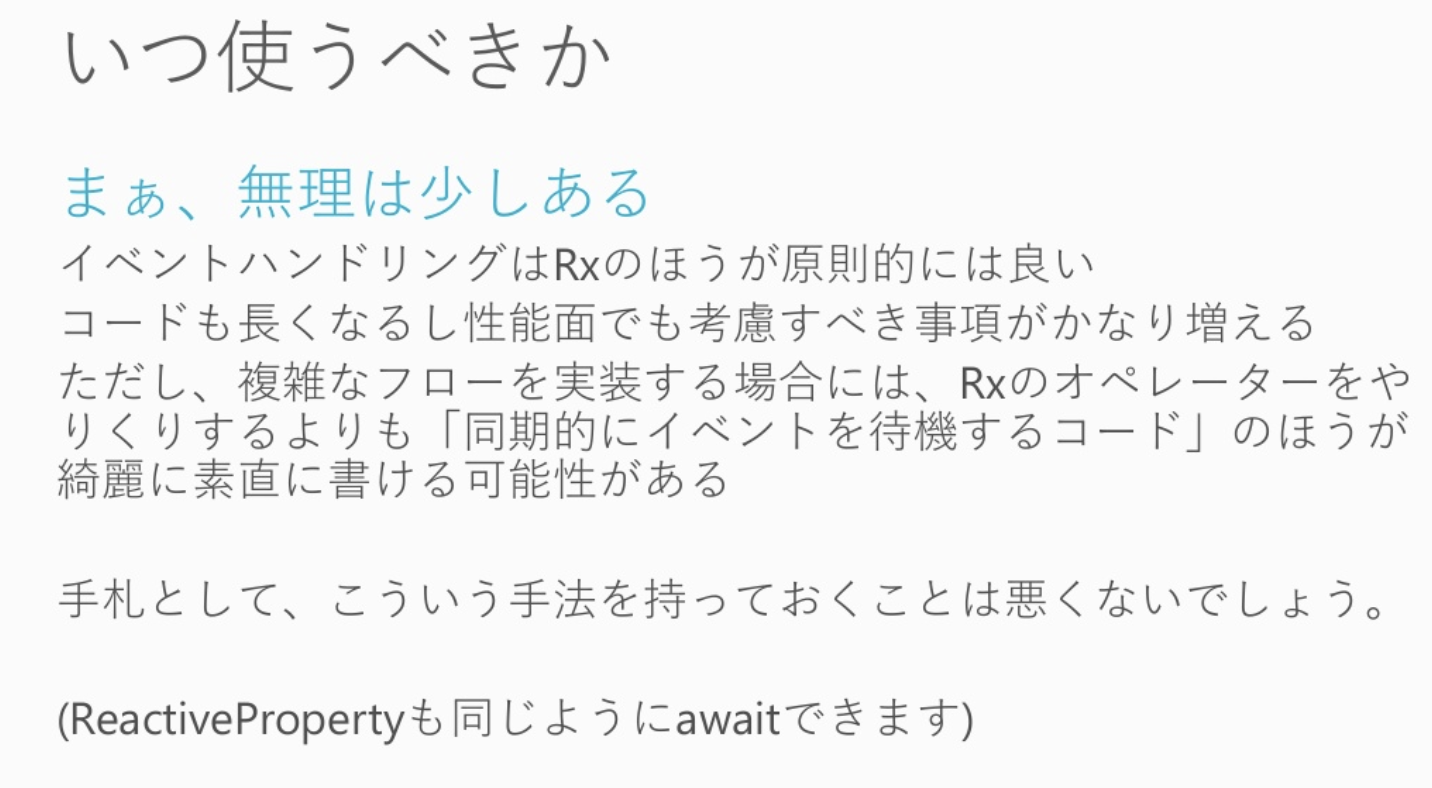 いつ使うべきか
まぁ、無理は少しある
イベントハンドリングはRxのほうが原則的には良い
コードも長くなるし性能面でも考慮すべき事項がかなり増える
ただし、複雑なフローを実装する場合には、Rxのオペレーターをや
りくりするよりも「同期的にイベントを待機するコード」のほうが
綺麗に素直に書ける可能性がある
手札として、こういう手法を持っておくことは悪くないでしょう。
(ReactivePropertyも同じようにawaitできます)